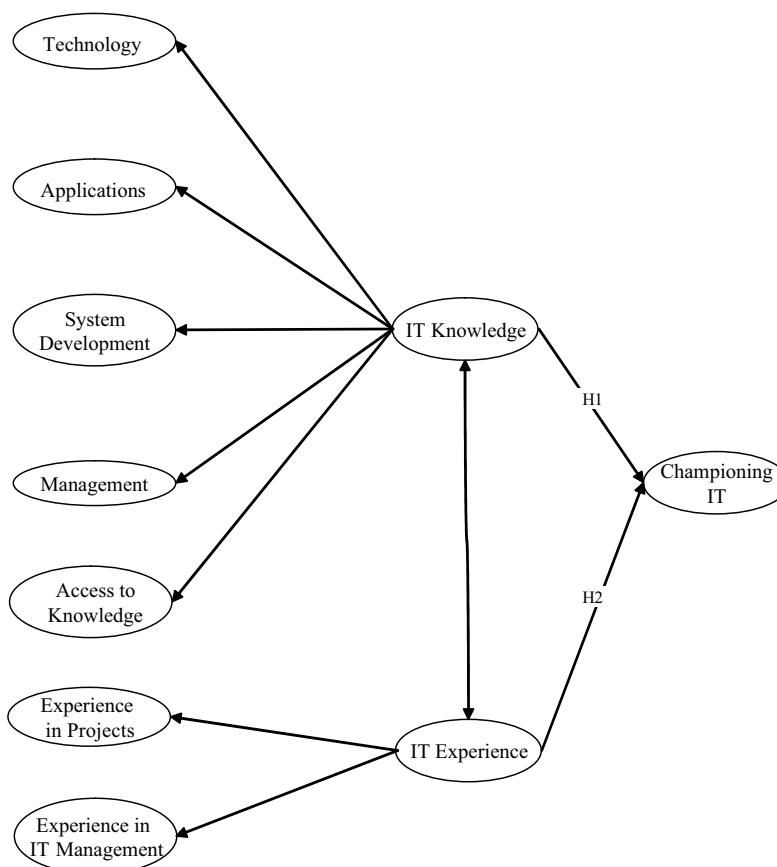 Technology
Applications
System
Development
IT Knowledge
H1
Management
Championing
IT
Access to
Knowledge
H2
Experience
in Projects
IT Experience
Experience in
IT Management